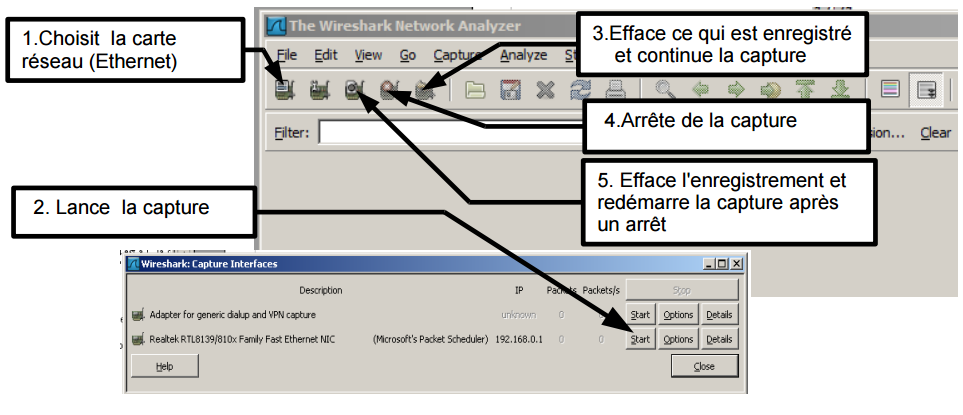 The Wireshark Network Analyzer
1.Choisit la carte
réseau (Ethernet)
3.Efface ce qui est enregistré
et continue la capture
File Edit View Go Capture Analyze
4.Arrête de la capture
Filter:
Clear
5. Efface l'enregistrement et
redémarre la capture après
un arrêt
2. Lance la capture
Wireshark: Capture Interfaces
Description IP Packets Packets/s Stop
Adapter for generic dialup and VPN capture unknown 0 0 Start Options Details
Realtek RTL8139/810x Family Fast Ethernet NIC (Microsoft's Packet Scheduler) 192.168.0.1 0 0 Start Options Details
Help Close